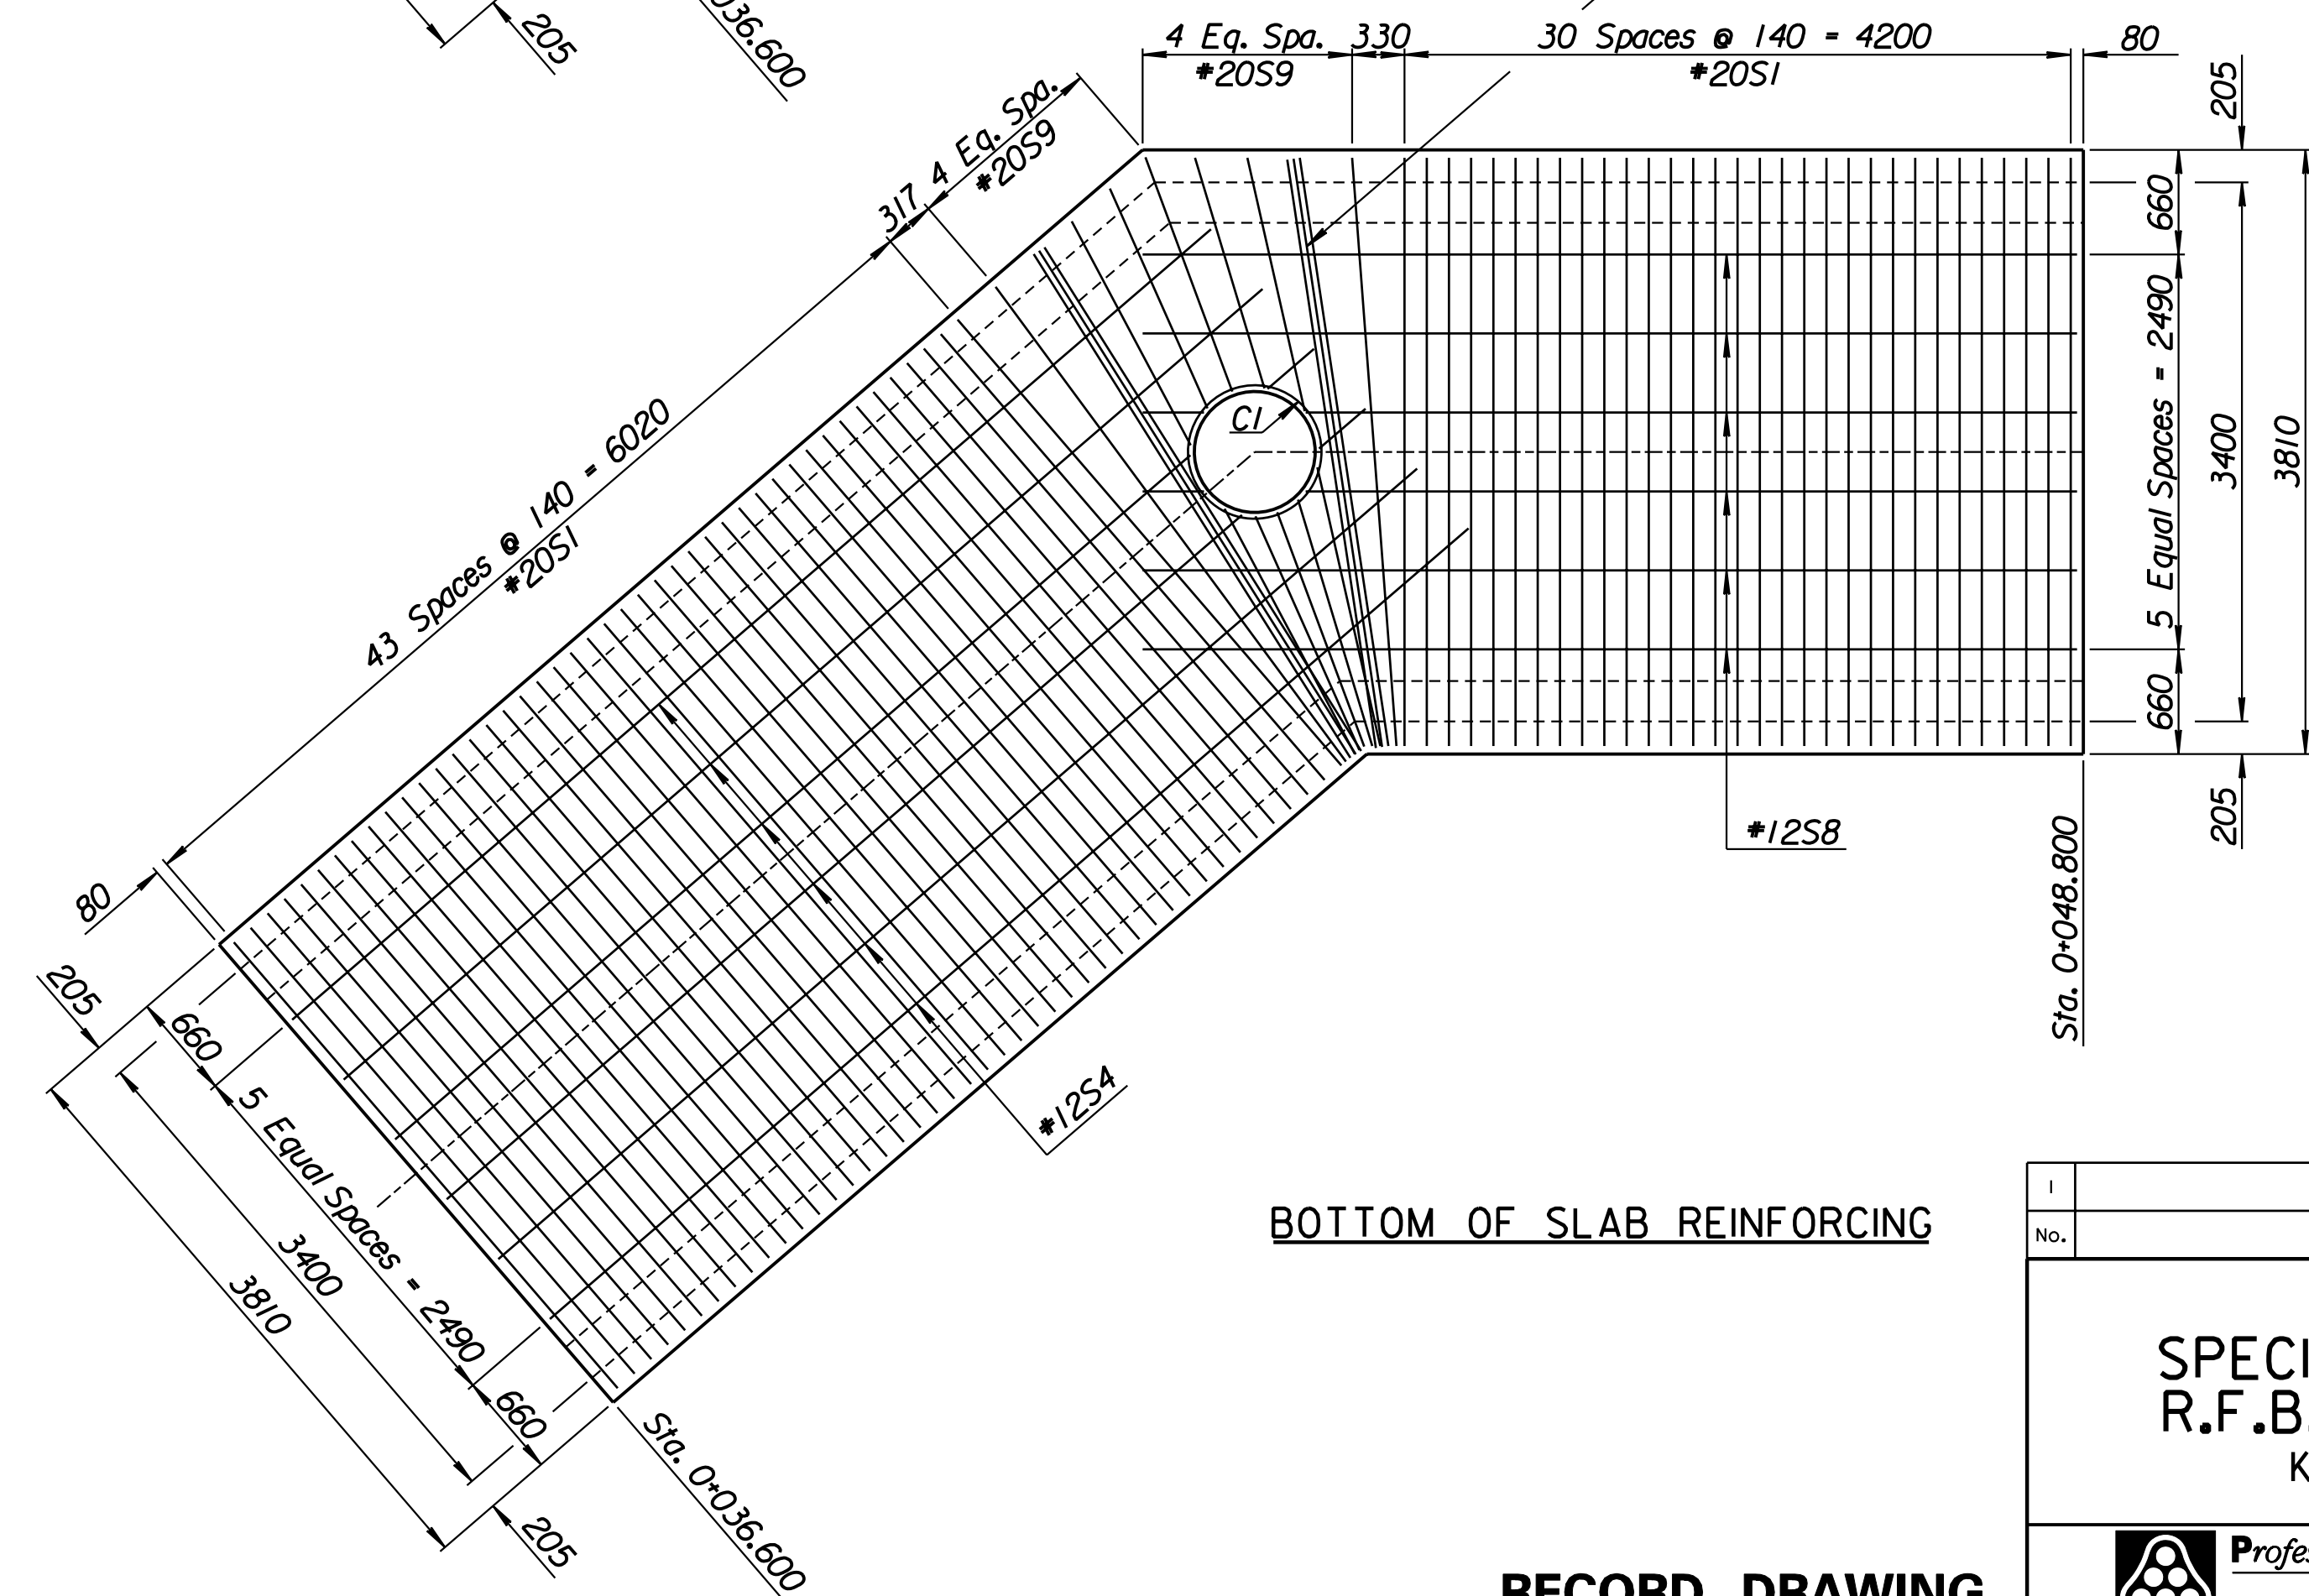 205
036.600
4 Eq. Spa.
330
30 Spaces @ 140 = 4200
80
#20S9
#20S1
205
317
4 Eq. Spa.
#20S9
660
43 Spaces @ 140 = 6020
#20S1
C1
5 Equal Spaces = 2490
3400
3810
660
205
#12S8
Sta. 0+048.800
80
205
660
5 Equal Spaces = 2490
3400
3810
660
205
#12S4
Sta. 0+036.600
BOTTOM OF SLAB REINFORCING
1
No.
SPECI
R.F.B.
K
Profe
RECORD DRAWING